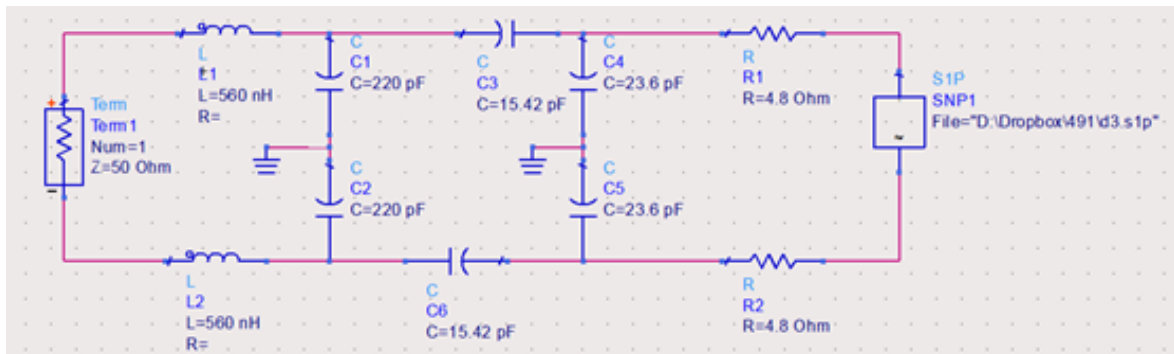 Term
Term1
Num=1
Z=50 Ohm
L
L1
L=560 nH
R=
C
C1
C=220 pF
C
C3
C=15.42 pF
C
C4
C=23.6 pF
R
R1
R=4.8 Ohm
S1P
SNP1
File="D:\Dropbox\491\d3.s1p"
C
C2
C=220 pF
C
C5
C=23.6 pF
L
L2
L=560 nH
R=
C
C6
C=15.42 pF
R
R2
R=4.8 Ohm